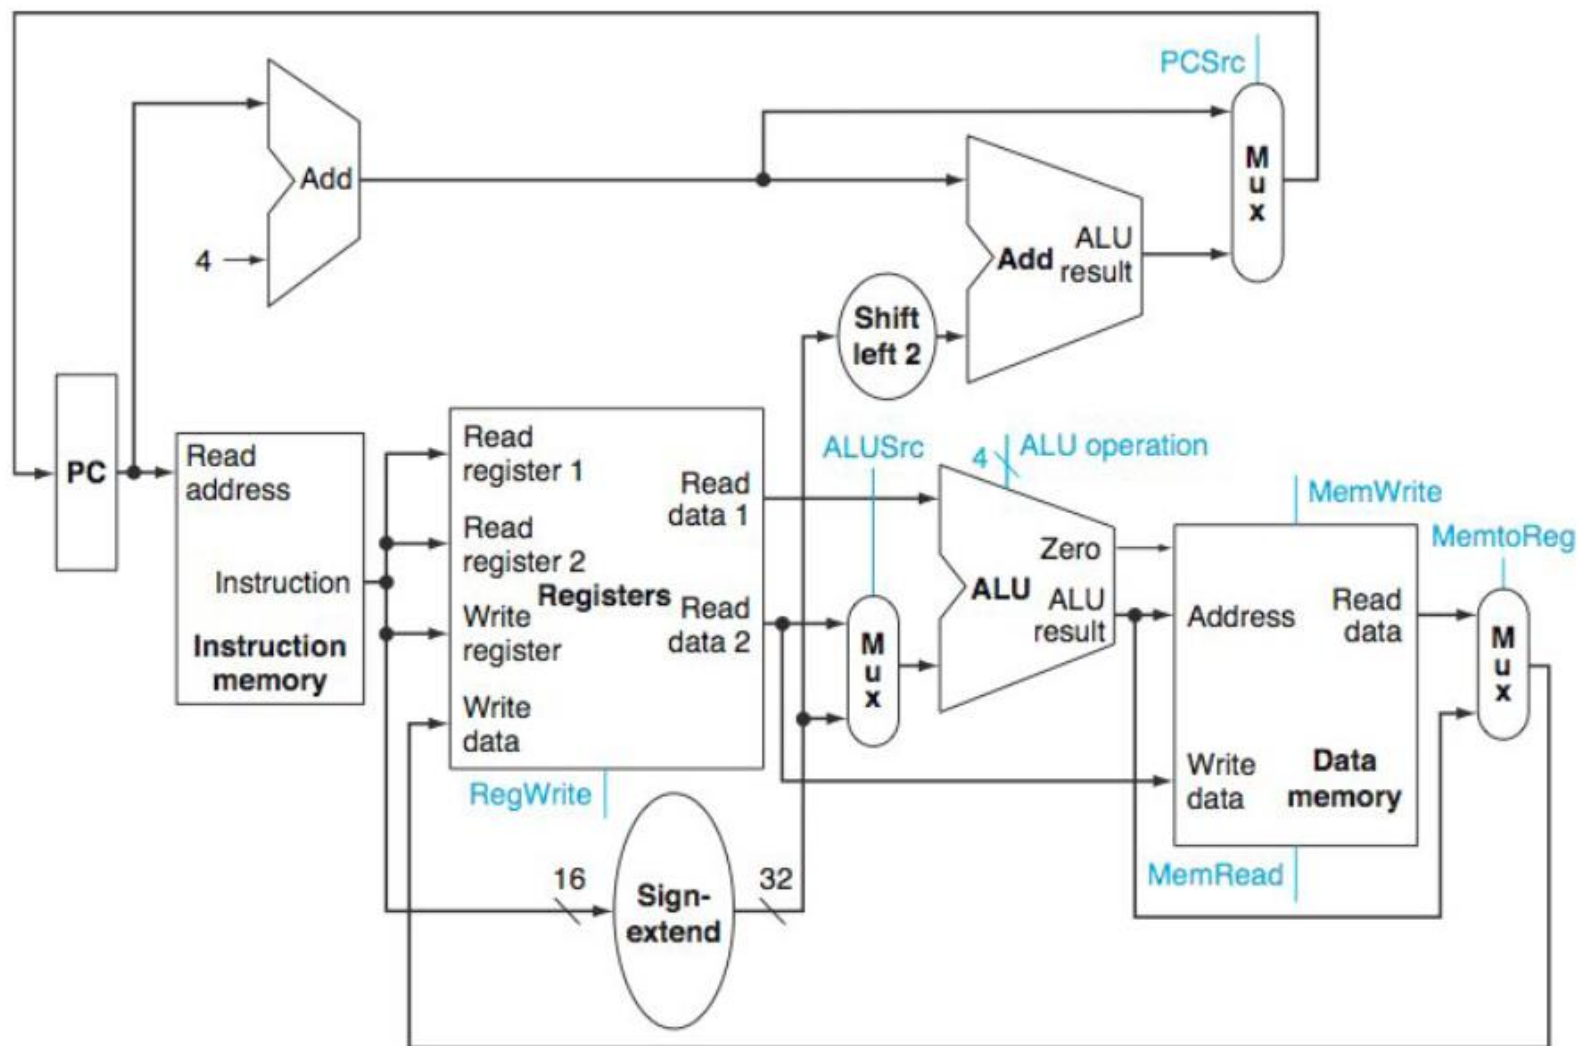 PCSrc
M
u
x
Add
4
Add
ALU
result
Shift
left 2
PC
Read
address
Instruction
Instruction
memory
Read
register 1
Read
register 2
Write
register
Write
data
Registers
Read
data 1
Read
data 2
RegWrite
16
Sign-
extend
32
ALUSrc
M
u
x
4
ALU operation
Zero
ALU
ALU
result
MemWrite
Address
Read
data
Write
data
Data
memory
MemRead
MemtoReg
M
u
x